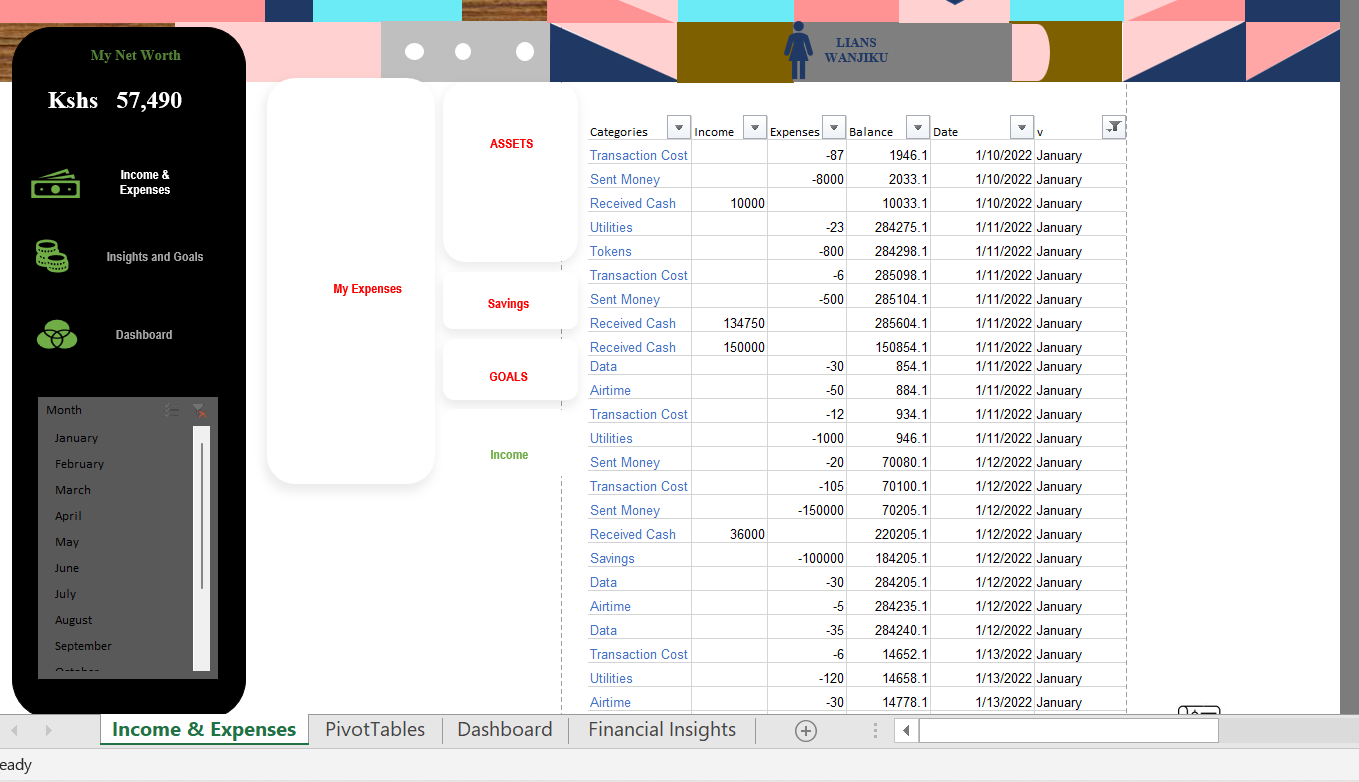 My Net Worth
Kshs 57,490
Income &
Expenses
Insights and Goals
Dashboard
Month
January
February
March
April
May
June
July
August
September
October
My Expenses
ASSETS
Savings
GOALS
Income
LIANS
WANJIKU
Categories Income Expenses Balance Date v
Transaction Cost -87 1946.1 1/10/2022 January
Sent Money -8000 2033.1 1/10/2022 January
Received Cash 10000 10033.1 1/10/2022 January
Utilities -23 284275.1 1/11/2022 January
Tokens -800 284298.1 1/11/2022 January
Transaction Cost -6 285098.1 1/11/2022 January
Sent Money -500 285104.1 1/11/2022 January
Received Cash 134750 285604.1 1/11/2022 January
Received Cash 150000 150854.1 1/11/2022 January
Data -30 854.1 1/11/2022 January
Airtime -50 884.1 1/11/2022 January
Transaction Cost -12 934.1 1/11/2022 January
Utilities -1000 946.1 1/11/2022 January
Sent Money -20 70080.1 1/12/2022 January
Transaction Cost -105 70100.1 1/12/2022 January
Sent Money -150000 70205.1 1/12/2022 January
Received Cash 36000 220205.1 1/12/2022 January
Savings -100000 184205.1 1/12/2022 January
Data -30 284205.1 1/12/2022 January
Airtime -5 284235.1 1/12/2022 January
Data -35 284240.1 1/12/2022 January
Transaction Cost -6 14652.1 1/13/2022 January
Utilities -120 14658.1 1/13/2022 January
Airtime -30 14778.1 1/13/2022 January
Income & Expenses PivotTables Dashboard Financial Insights
eady